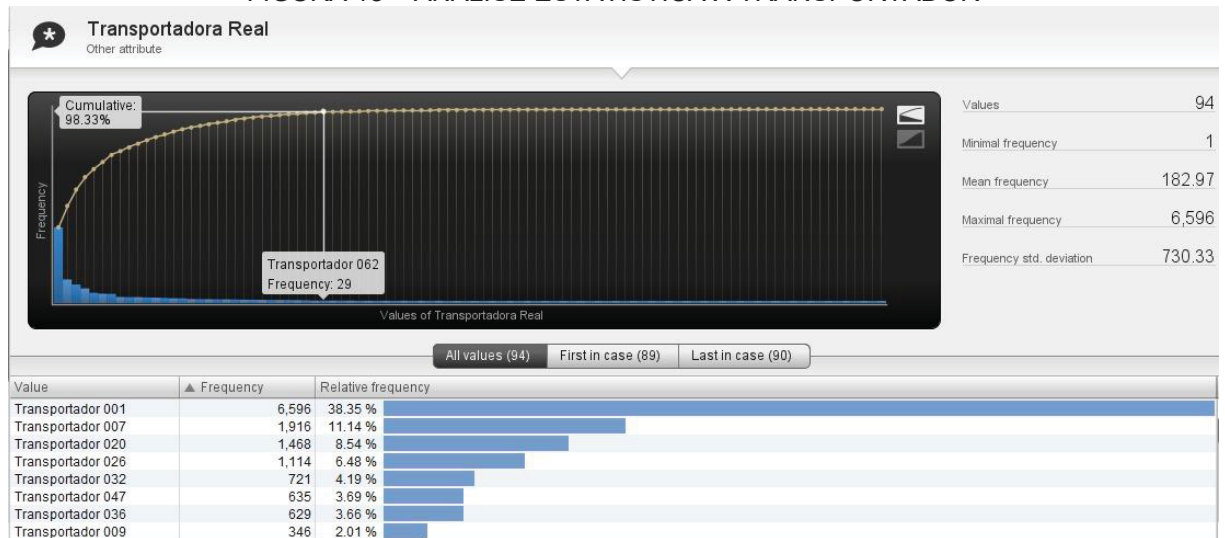 Transportadora Real
Other attribute
Cumulative:
98.33%
Frequency
Transportador 062
Frequency: 29
Values of Transportadora Real
Values 94
Minimal frequency 1
Mean frequency 182.97
Maximal frequency 6,596
Frequency std. deviation 730.33
All values (94) First in case (89) Last in case (90)
Value ▲ Frequency Relative frequency
Transportador 001 6,596 38.35 %
Transportador 007 1,916 11.14 %
Transportador 020 1,468 8.54 %
Transportador 026 1,114 6.48 %
Transportador 032 721 4.19 %
Transportador 047 635 3.69 %
Transportador 036 629 3.66 %
Transportador 009 346 2.01 %